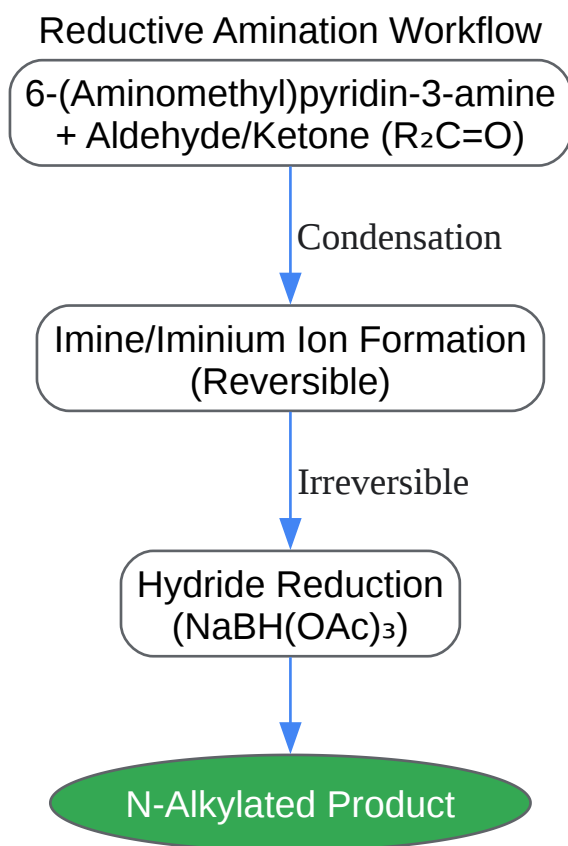 Reductive Amination Workflow
6-(Aminomethyl)pyridin-3-amine
+ Aldehyde/Ketone (R₂C=O)
Condensation
Imine/Iminium Ion Formation
(Reversible)
Irreversible
Hydride Reduction
(NaBH(OAc)₃)
N-Alkylated Product